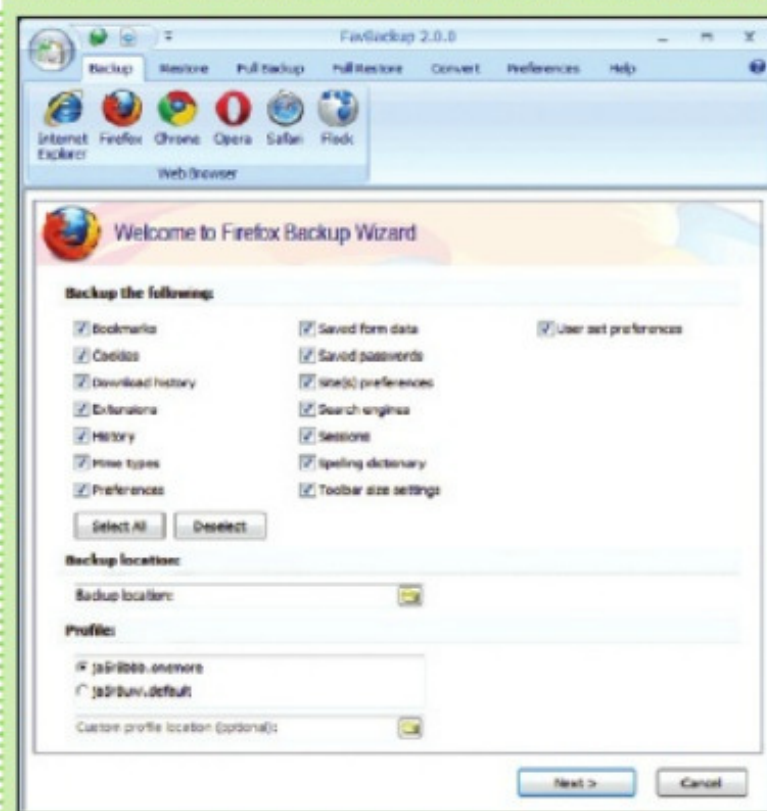 FavBackup 2.0.0
Backup Restore Full Backup Full Restore Convert Preferences Help
Internet Explorer Firefox Chrome Opera Safari Flock
Web Browser
Welcome to Firefox Backup Wizard
Backup the following:
Bookmarks Saved form data User set preferences
Cookies Saved passwords
Download history Site(s) preferences
Extensions Search engines
History Sessions
Mime types Spelling dictionary
Preferences Toolbar size settings
Select All Deselect
Backup location:
Backup location:
Profile:
.onemore
.default
Custom profile location (optional):
Next > Cancel